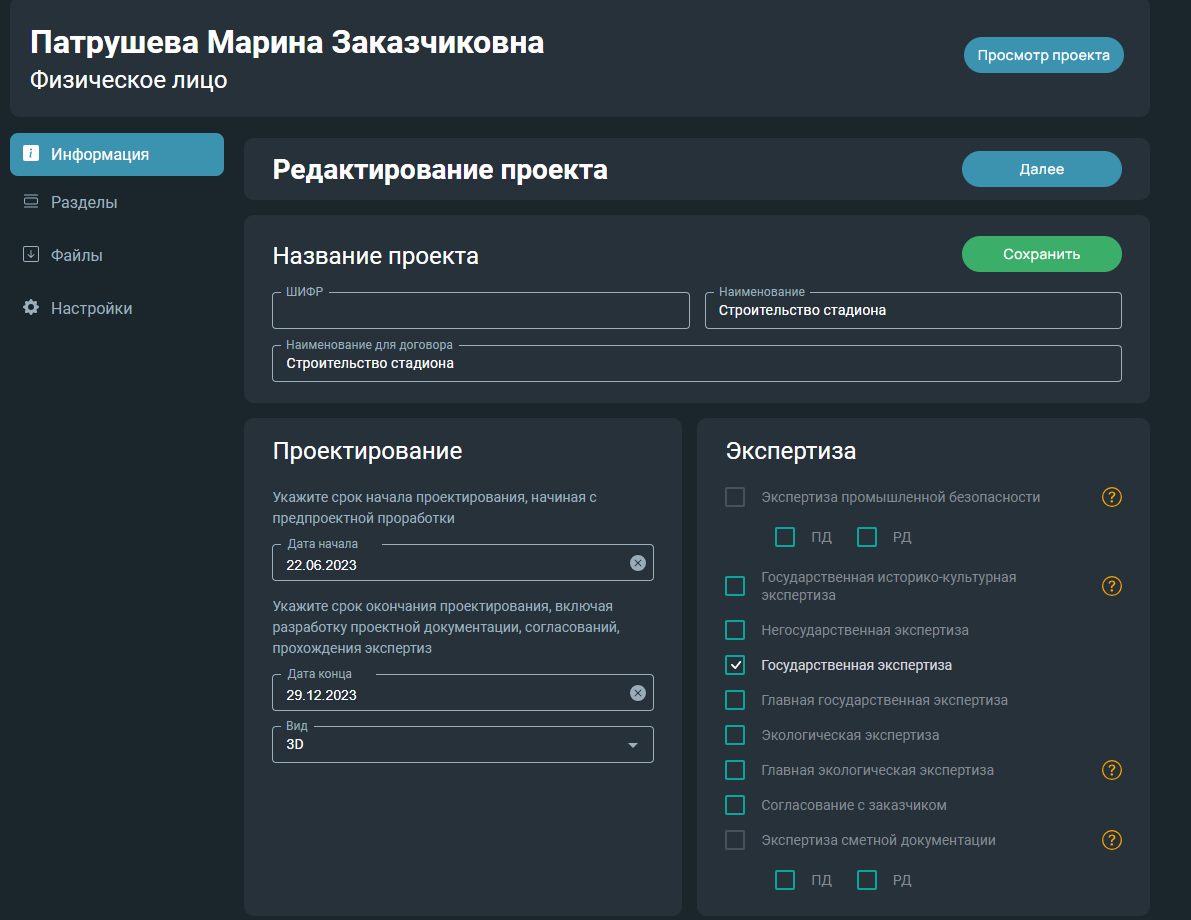 Патрушева Марина Заказчиковна
Физическое лицо
Просмотр проекта
Информация
Разделы
Файлы
Настройки
Редактирование проекта
Далее
Название проекта
Сохранить
ШИФР
Наименование
Строительство стадиона
Наименование для договора
Строительство стадиона
Проектирование
Укажите срок начала проектирования, начиная с
предпроектной проработки
Дата начала
22.06.2023
Укажите срок окончания проектирования, включая
разработку проектной документации, согласований,
прохождения экспертиз
Дата конца
29.12.2023
Вид
3D
Экспертиза
Экспертиза промышленной безопасности
?
ПД РД
Государственная историко-культурная
экспертиза
?
Негосударственная экспертиза
Государственная экспертиза
Главная государственная экспертиза
Экологическая экспертиза
Главная экологическая экспертиза
?
Согласование с заказчиком
Экспертиза сметной документации
?
ПД РД